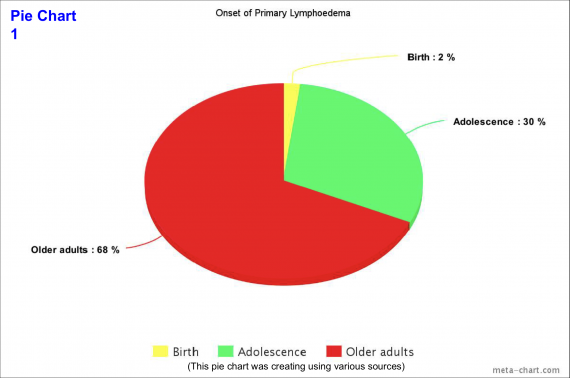 Pie Chart
1
Onset of Primary Lymphoedema
Birth : 2 %
Adolescence : 30 %
Older adults : 68 %
Birth Adolescence Older adults
(This pie chart was creating using various sources)
meta-chart.com